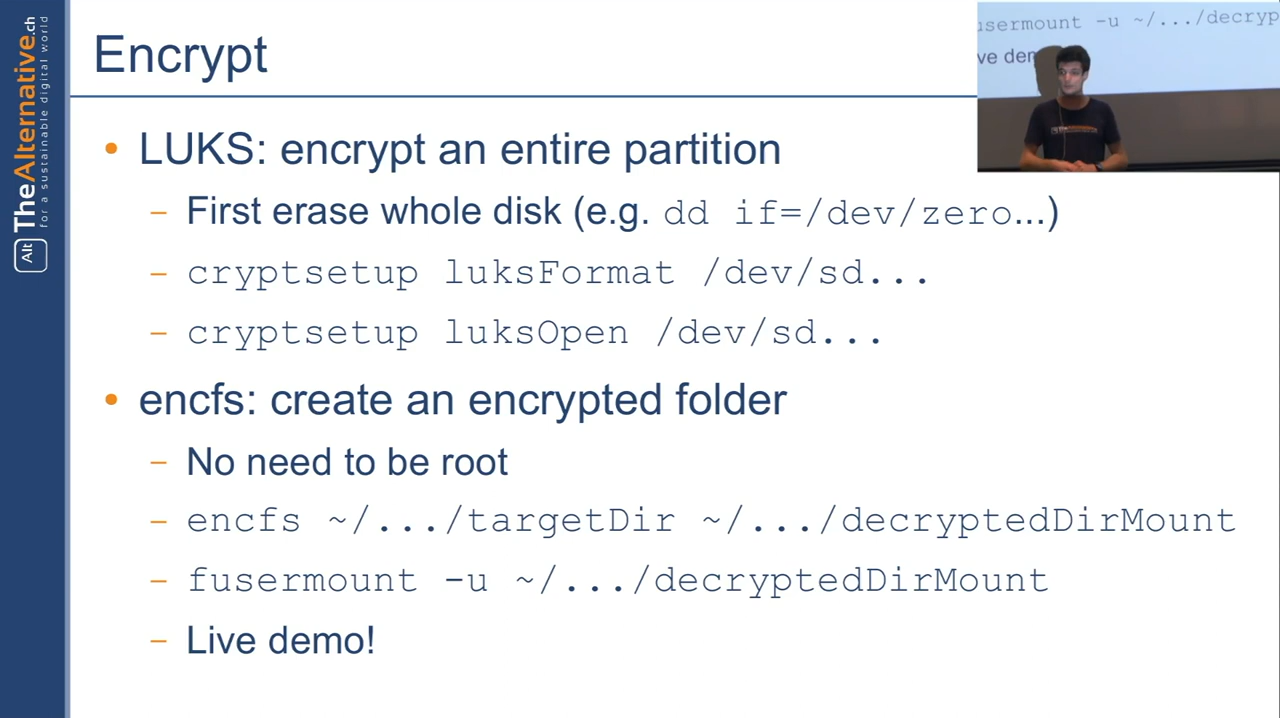 Encrypt
LUKS: encrypt an entire partition
First erase whole disk (e.g. dd if=/dev/zero...)
cryptsetup luksFormat /dev/sd...
cryptsetup luksOpen /dev/sd...
encfs: create an encrypted folder
No need to be root
encfs ~/.../targetDir ~/.../decryptedDirMount
fusermount -u ~/.../decryptedDirMount
Live demo!
Alt
TheAlternative.ch
for a sustainable digital world
usermount -u ~/.../decryp
ve dem